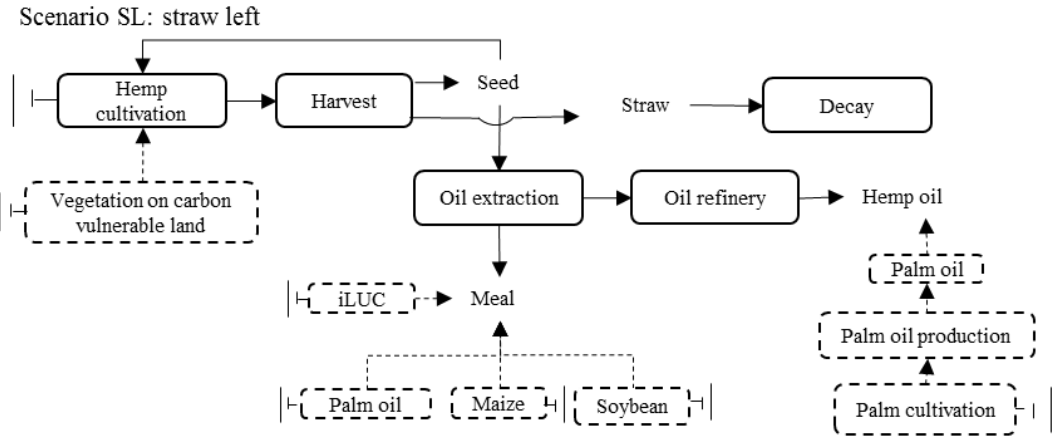 Scenario SL: straw left
Hemp
cultivation
Harvest
Seed
Straw
Decay
Vegetation on carbon
vulnerable land
Oil extraction
Oil refinery
Hemp oil
Palm oil
iLUC
Meal
Palm oil production
Palm oil
Maize
Soybean
Palm cultivation